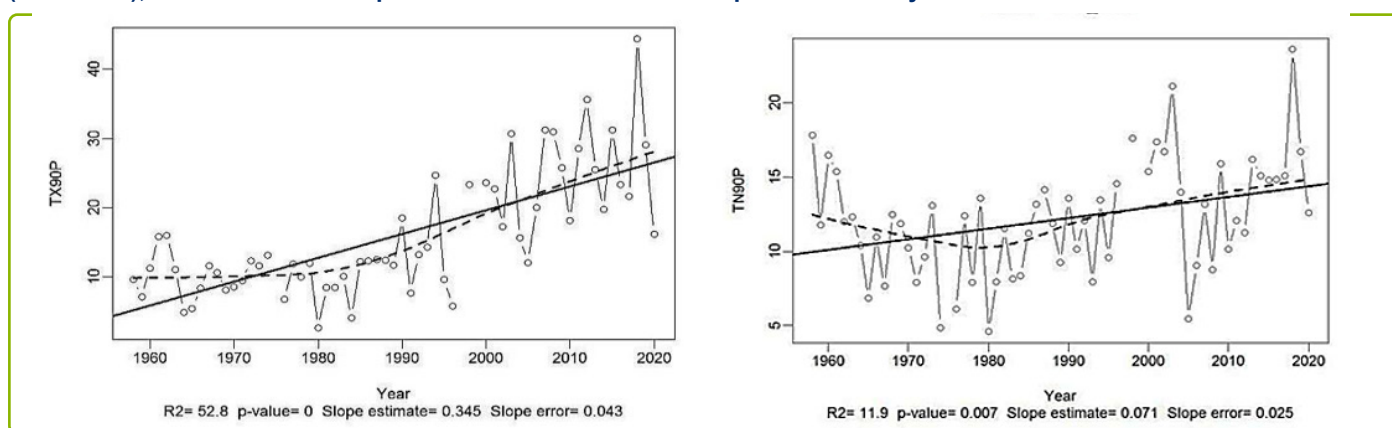 TX90P
40
30
20
10
1960 1970 1980 1990 2000 2010 2020
Year
R2= 52.8 p-value= 0 Slope estimate= 0.345 Slope error= 0.043
TN90P
20
15
10
5
1960 1970 1980 1990 2000 2010 2020
Year
R2= 11.9 p-value= 0.007 Slope estimate= 0.071 Slope error= 0.025